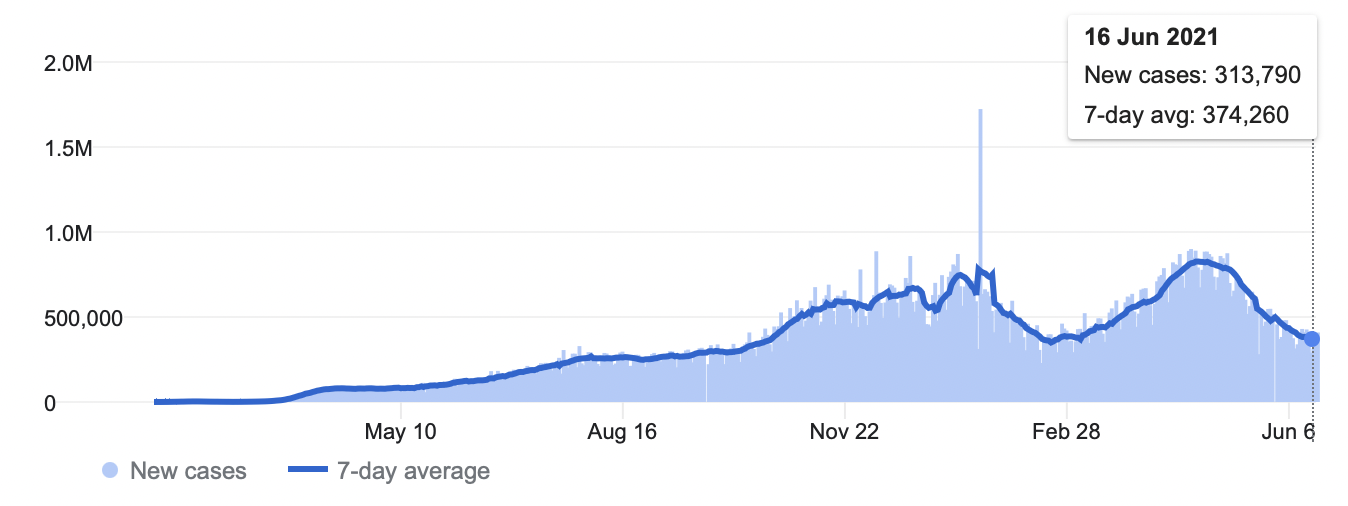 16 Jun 2021
New cases: 313,790
7-day avg: 374,260
2.0M
1.5M
1.0M
500,000
0
May 10
Aug 16
Nov 22
Feb 28
Jun 6
New cases
7-day average